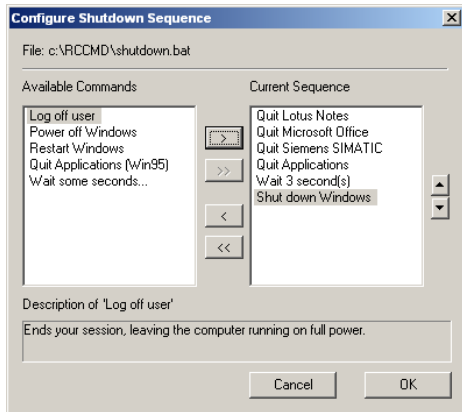 Configure Shutdown Sequence
File: c:\RCCMD\shutdown.bat
Available Commands
Log off user
Power off Windows
Restart Windows
Quit Applications (Win95)
Wait some seconds...
>
>>
<
<<
Current Sequence
Quit Lotus Notes
Quit Microsoft Office
Quit Siemens SIMATIC
Quit Applications
Wait 3 second(s)
Shut down Windows
Description of 'Log off user'
Ends your session, leaving the computer running on full power.
Cancel
OK